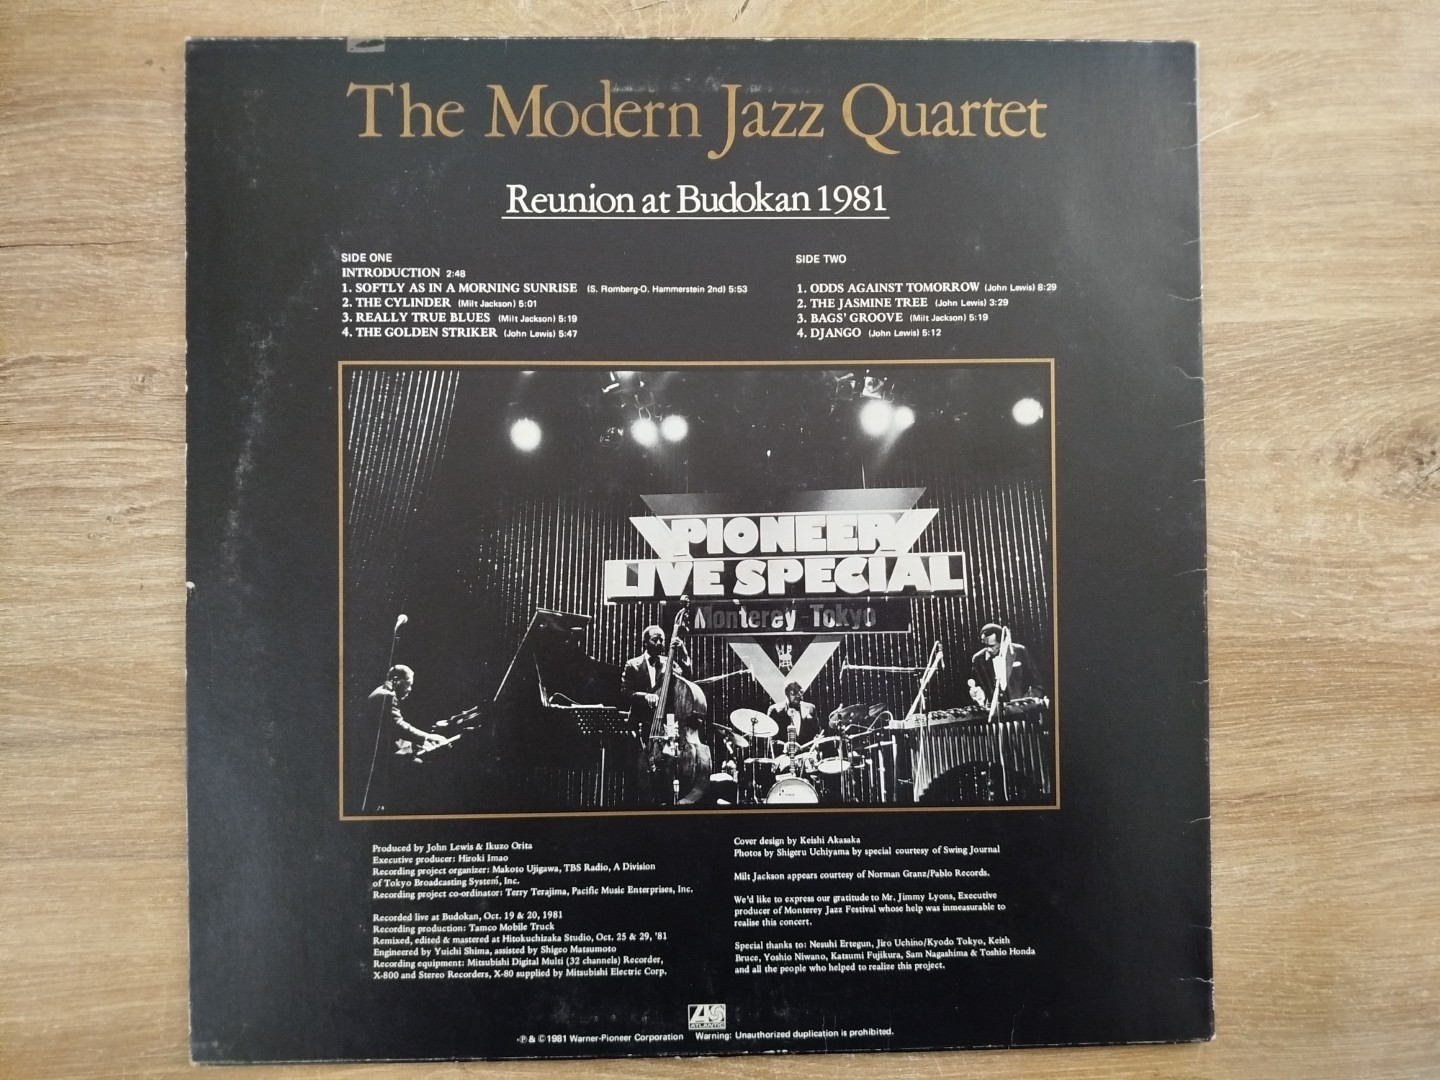 The Modern Jazz Quartet
Reunion at Budokan 1981
SIDE ONE
INTRODUCTION 2:48
1. SOFTLY AS IN A MORNING SUNRISE (S. Romberg-O. Hammerstein 2nd) 5:53
2. THE CYLINDER (Milt Jackson) 5:01
3. REALLY TRUE BLUES (Milt Jackson) 5:19
4. THE GOLDEN STRIKER (John Lewis) 5:47
SIDE TWO
1. ODDS AGAINST TOMORROW (John Lewis) 8:29
2. THE JASMINE TREE (John Lewis) 3:29
3. BAGS' GROOVE (Milt Jackson) 5:19
4. DJANGO (John Lewis) 5:12
PIONEER
LIVE SPECIAL
Monterey - Tokyo
Produced by John Lewis & Ikuzo Orita
Executive producer: Hiroki Imao
Recording project organizer: Makoto Ujigawa, TBS Radio, A Division
of Tokyo Broadcasting System, Inc.
Recording project co-ordinator: Terry Terajima, Pacific Music Enterprises, Inc.
Recorded live at Budokan, Oct. 19 & 20, 1981
Recording production: Tamco Mobile Truck
Remixed, edited & mastered at Hitokuchizaka Studio, Oct. 25 & 29, '81
Engineered by Yuichi Shima, assisted by Shigeo Matsumoto
Recording equipment: Mitsubishi Digital Multi (32 channels) Recorder,
X-800 and Stereo Recorders, X-80 supplied by Mitsubishi Electric Corp.
Cover design by Keishi Akasaka
Photos by Shigeru Uchiyama by special courtesy of Swing Journal
Milt Jackson appears courtesy of Norman Granz/Pablo Records.
We'd like to express our gratitude to Mr. Jimmy Lyons, Executive
producer of Monterey Jazz Festival whose help was inmeasurable to
realise this concert.
Special thanks to: Nesuhi Ertegun, Jiro Uchino/Kyodo Tokyo, Keith
Bruce, Yoshio Niwano, Katsumi Fujikura, Sam Nagashima & Toshio Honda
and all the people who helped to realize this project.
ATLANTIC
℗ & © 1981 Warner-Pioneer Corporation Warning: Unauthorized duplication is prohibited.